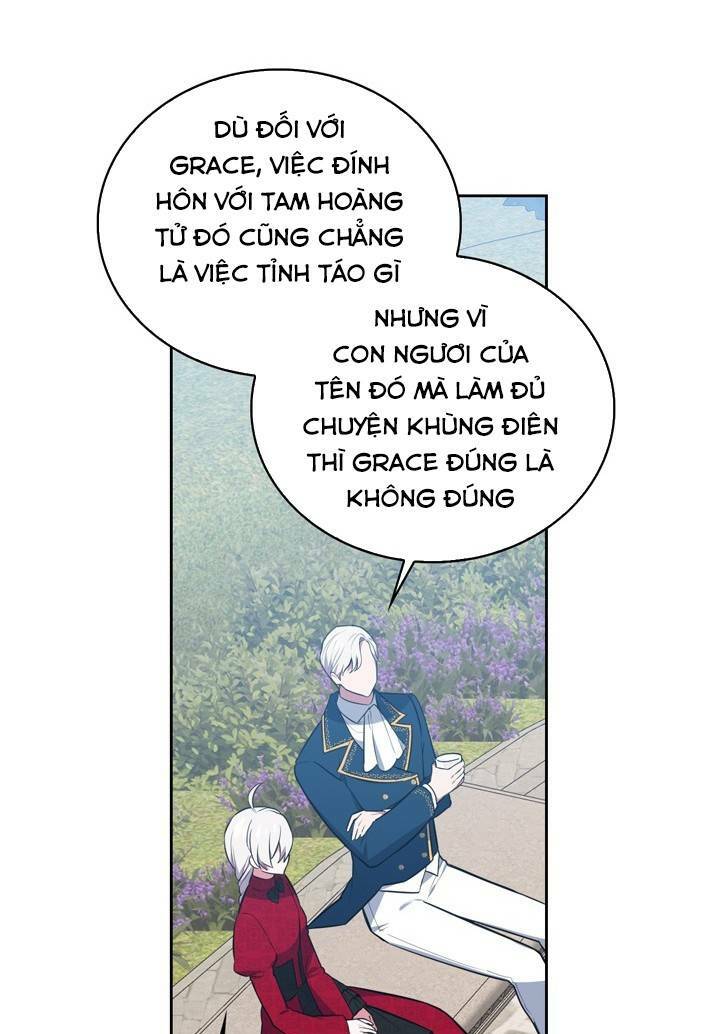 DÙ ĐỐI VỚI
GRACE, VIỆC ĐÍNH
HÔN VỚI TAM HOÀNG
TỬ ĐÓ CŨNG CHẲNG
LÀ VIỆC TỈNH TÁO GÌ
NHƯNG VÌ
CON NGƯƠI CỦA
TÊN ĐÓ MÀ LÀM ĐỦ
CHUYỆN KHÙNG ĐIÊN
THÌ GRACE ĐÚNG LÀ
KHÔNG ĐÚNG